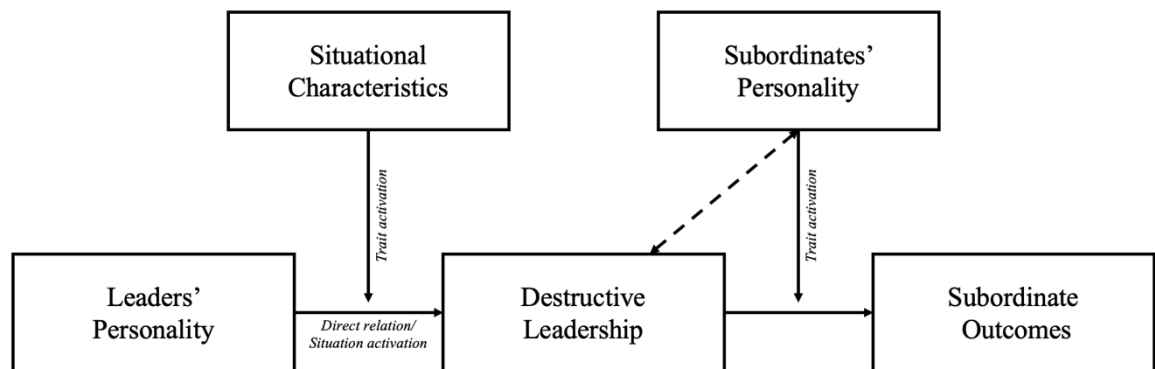 Situational
Characteristics
Subordinates’
Personality
Trait activation
Trait activation
Leaders’
Personality
Direct relation/
Situation activation
Destructive
Leadership
Subordinate
Outcomes